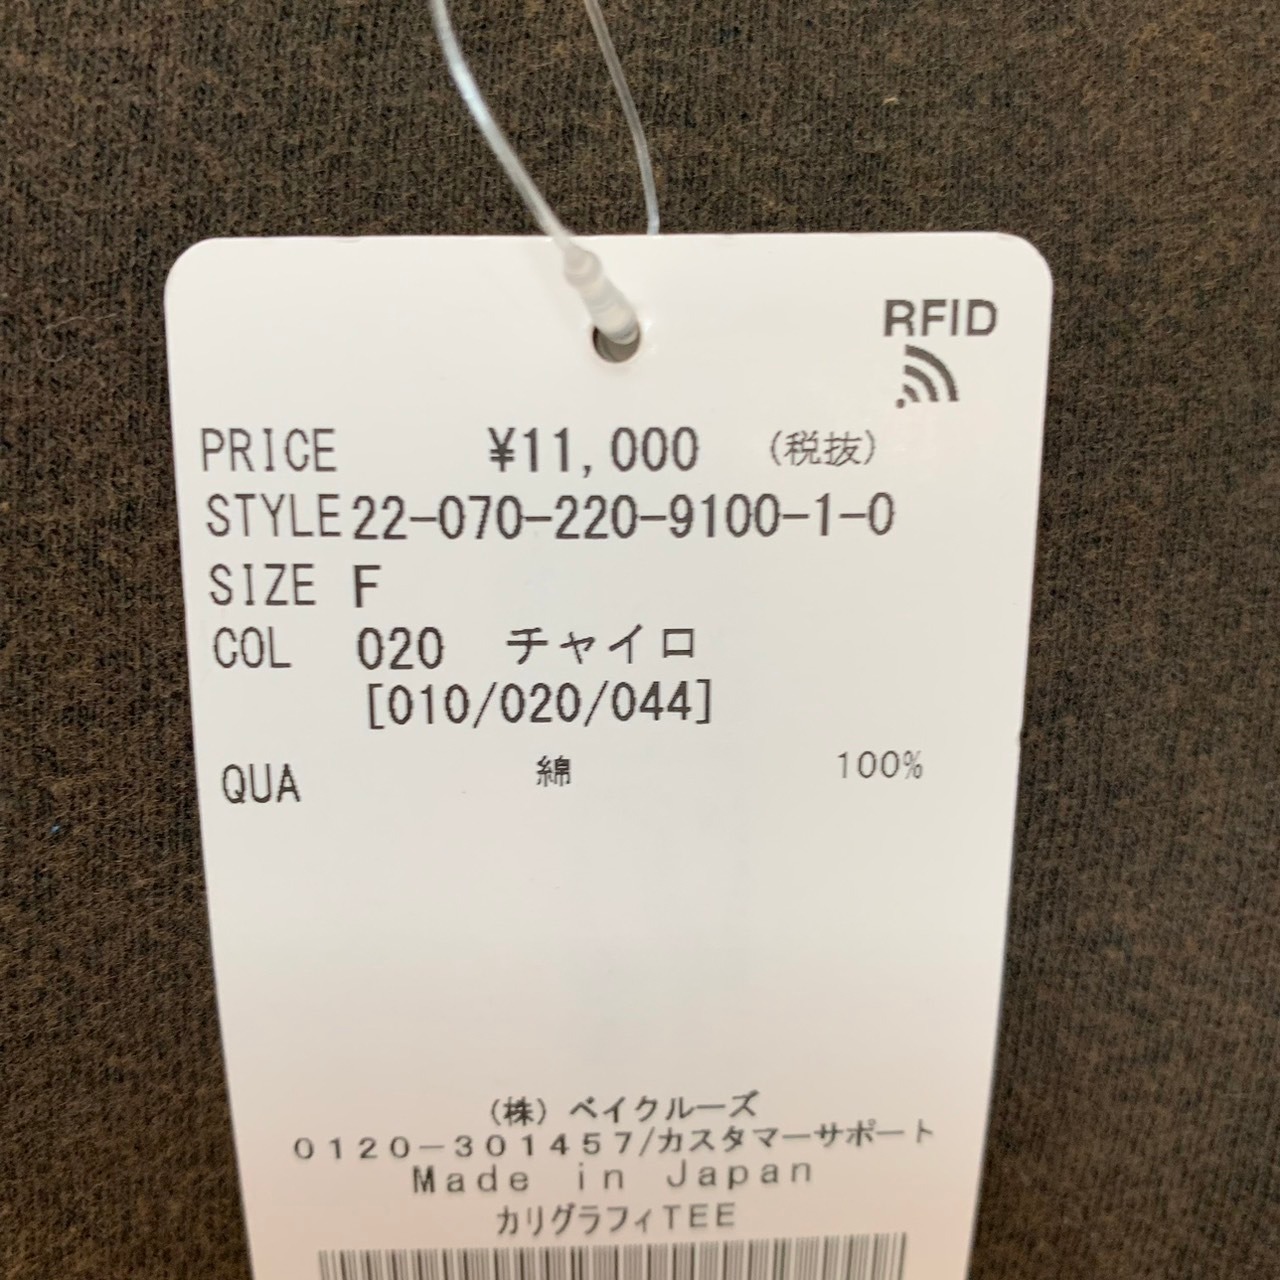 RFID
PRICE ¥11,000 (税抜)
STYLE 22-070-220-9100-1-0
SIZE F
COL 020 チャイロ
[010/020/044]
QUA 綿 100%
(株) ベイクルーズ
0120-301457/カスタマーサポート
Made in Japan
カリグラフィTEE